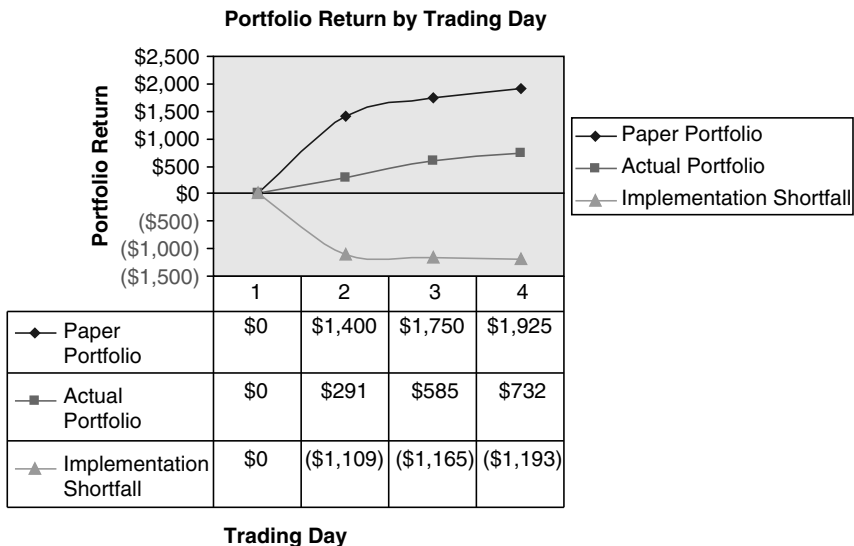 Portfolio Return by Trading Day
Portfolio Return
$2,500
$2,000
$1,500
$1,000
$500
$0
($500)
($1,000)
($1,500)
Paper Portfolio
Actual Portfolio
Implementation Shortfall
1 2 3 4
Paper Portfolio $0 $1,400 $1,750 $1,925
Actual Portfolio $0 $291 $585 $732
Implementation Shortfall $0 ($1,109) ($1,165) ($1,193)
Trading Day